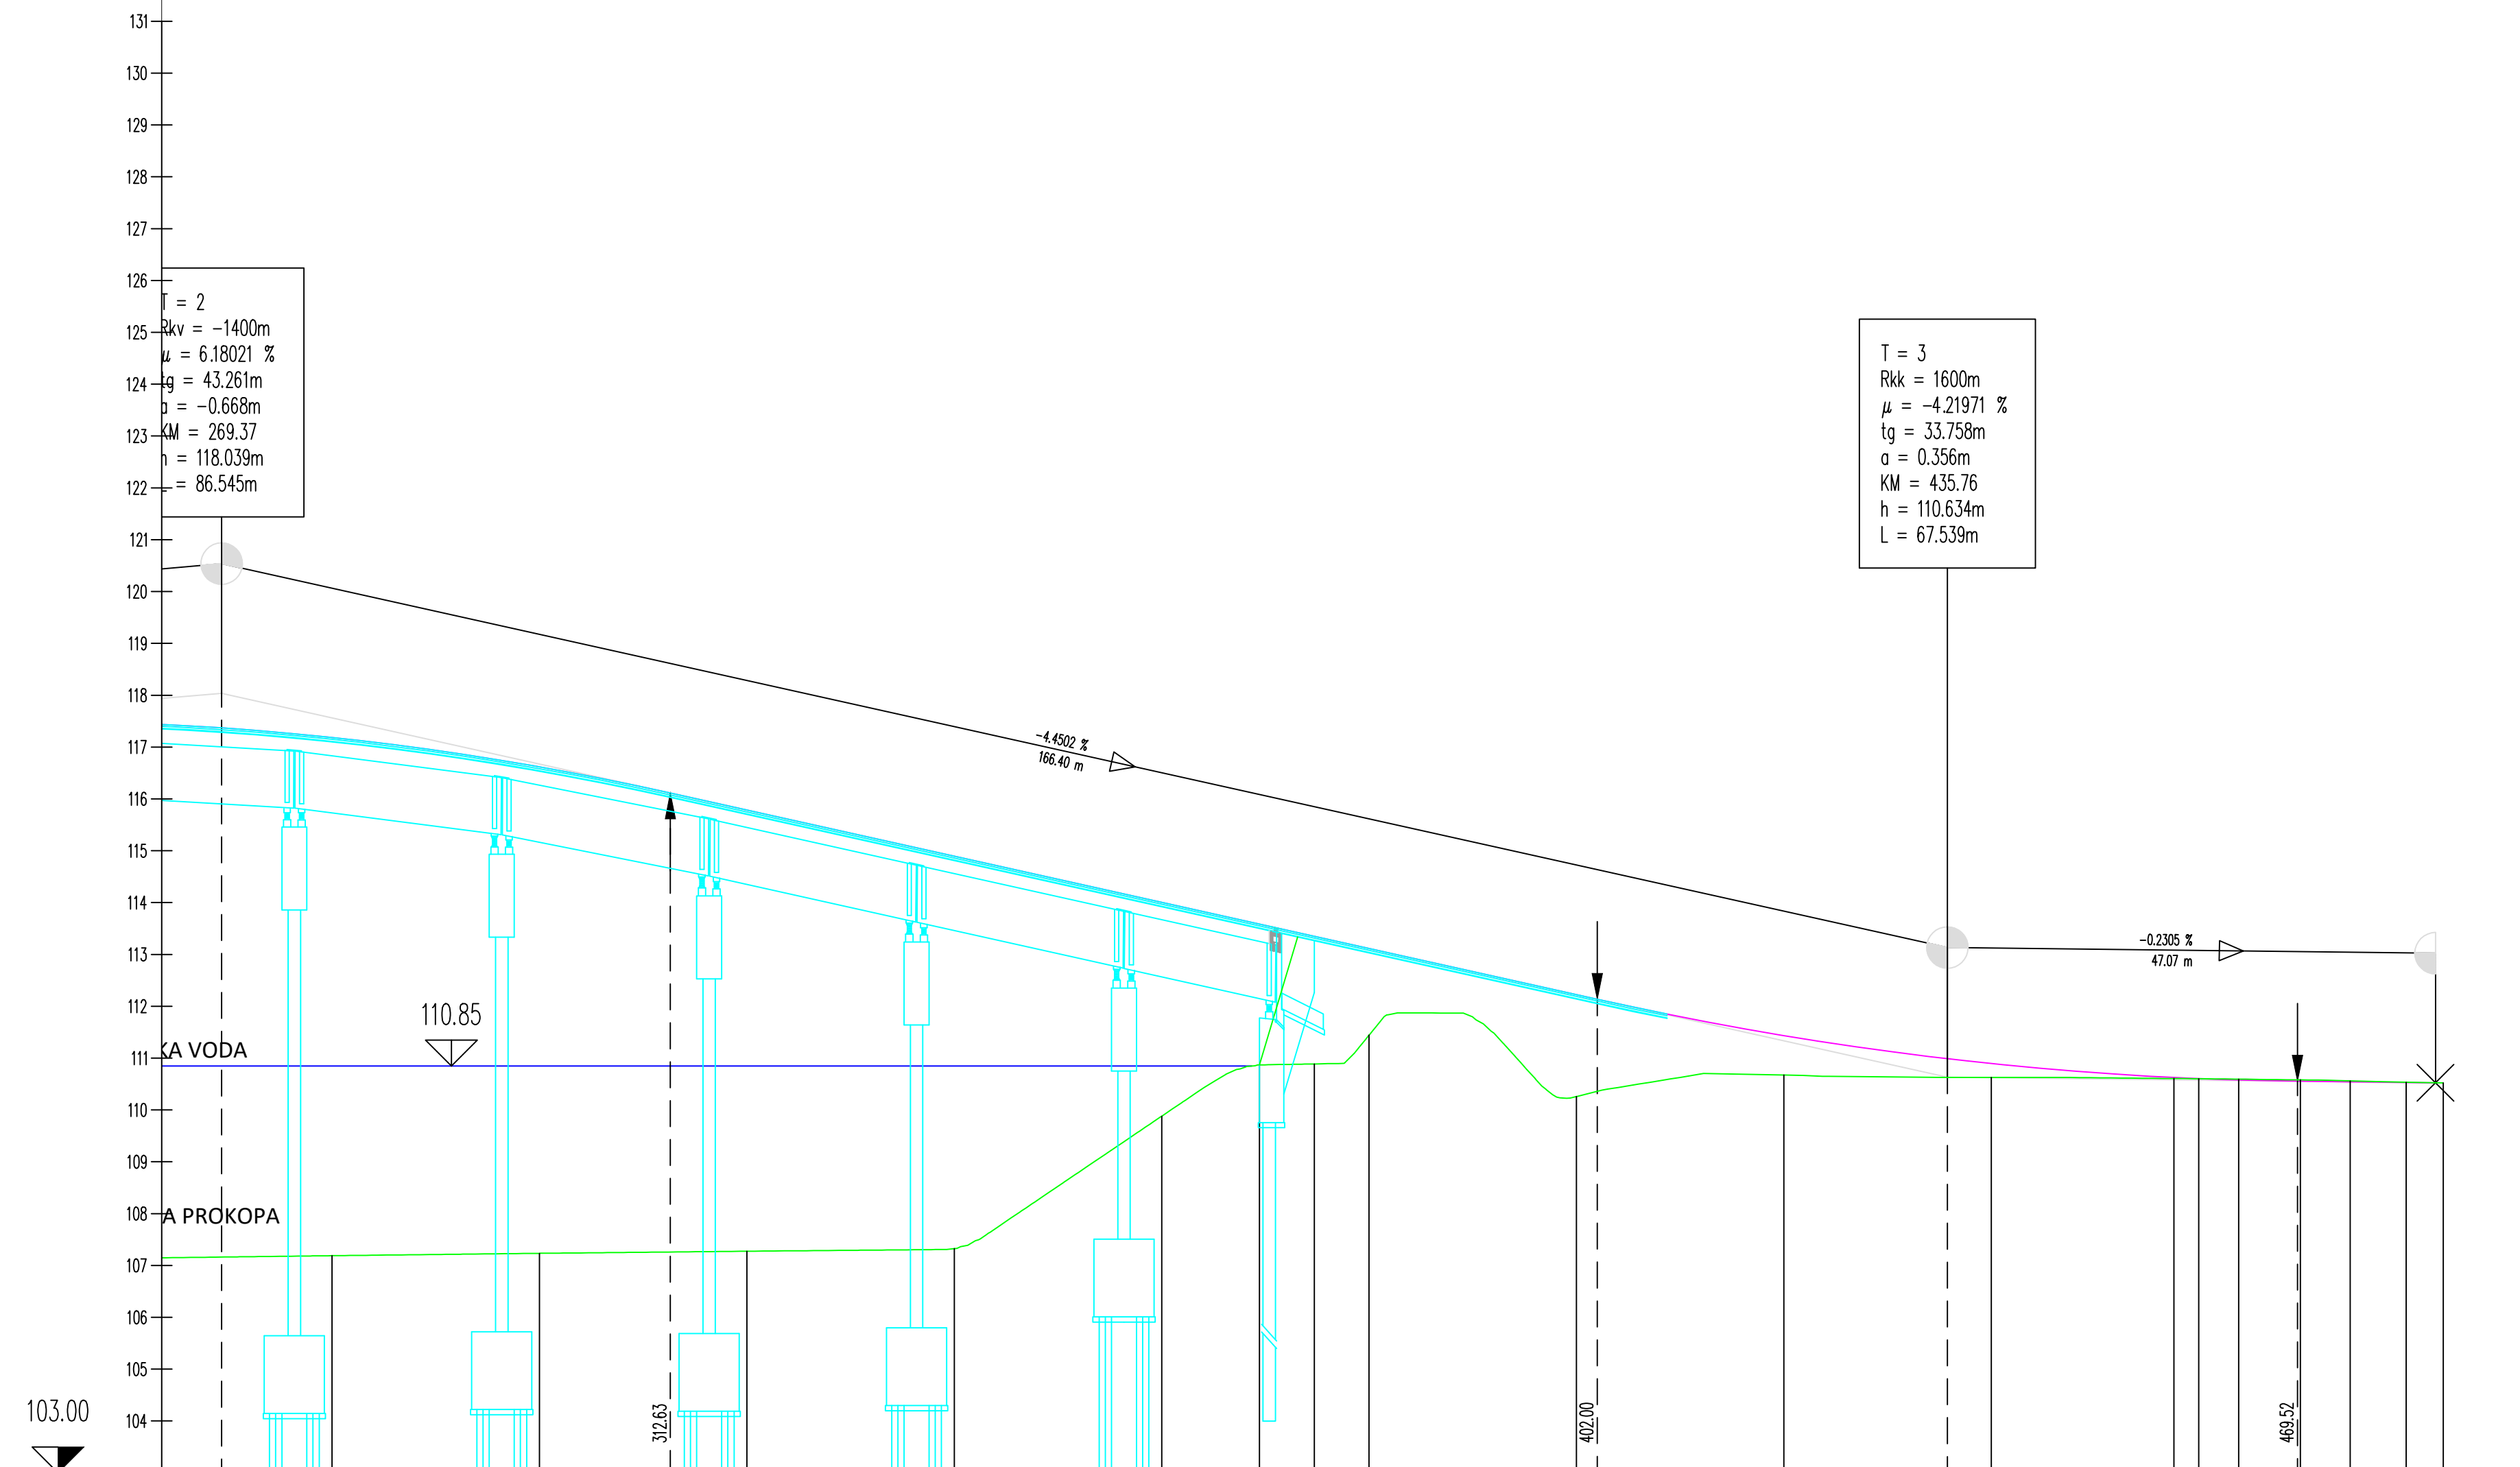 131
130
129
128
127
126
T = 2
Rkv = -1400m
125
μ = 6.18021 %
tg = 43.261m
124
a = -0.668m
KM = 269.37
123
h = 118.039m
= 86.545m
122
T = 3
Rkk = 1600m
μ = -4.21971 %
tg = 33.758m
a = 0.356m
KM = 435.76
h = 110.634m
L = 67.539m
121
120
119
118
117
-4.4502 %
166.40 m
116
115
114
113
-0.2305 %
47.07 m
112
110.85
KA VODA
111
110
109
108
A PROKOPA
107
106
105
104
103.00
312.63
402.00
469.52